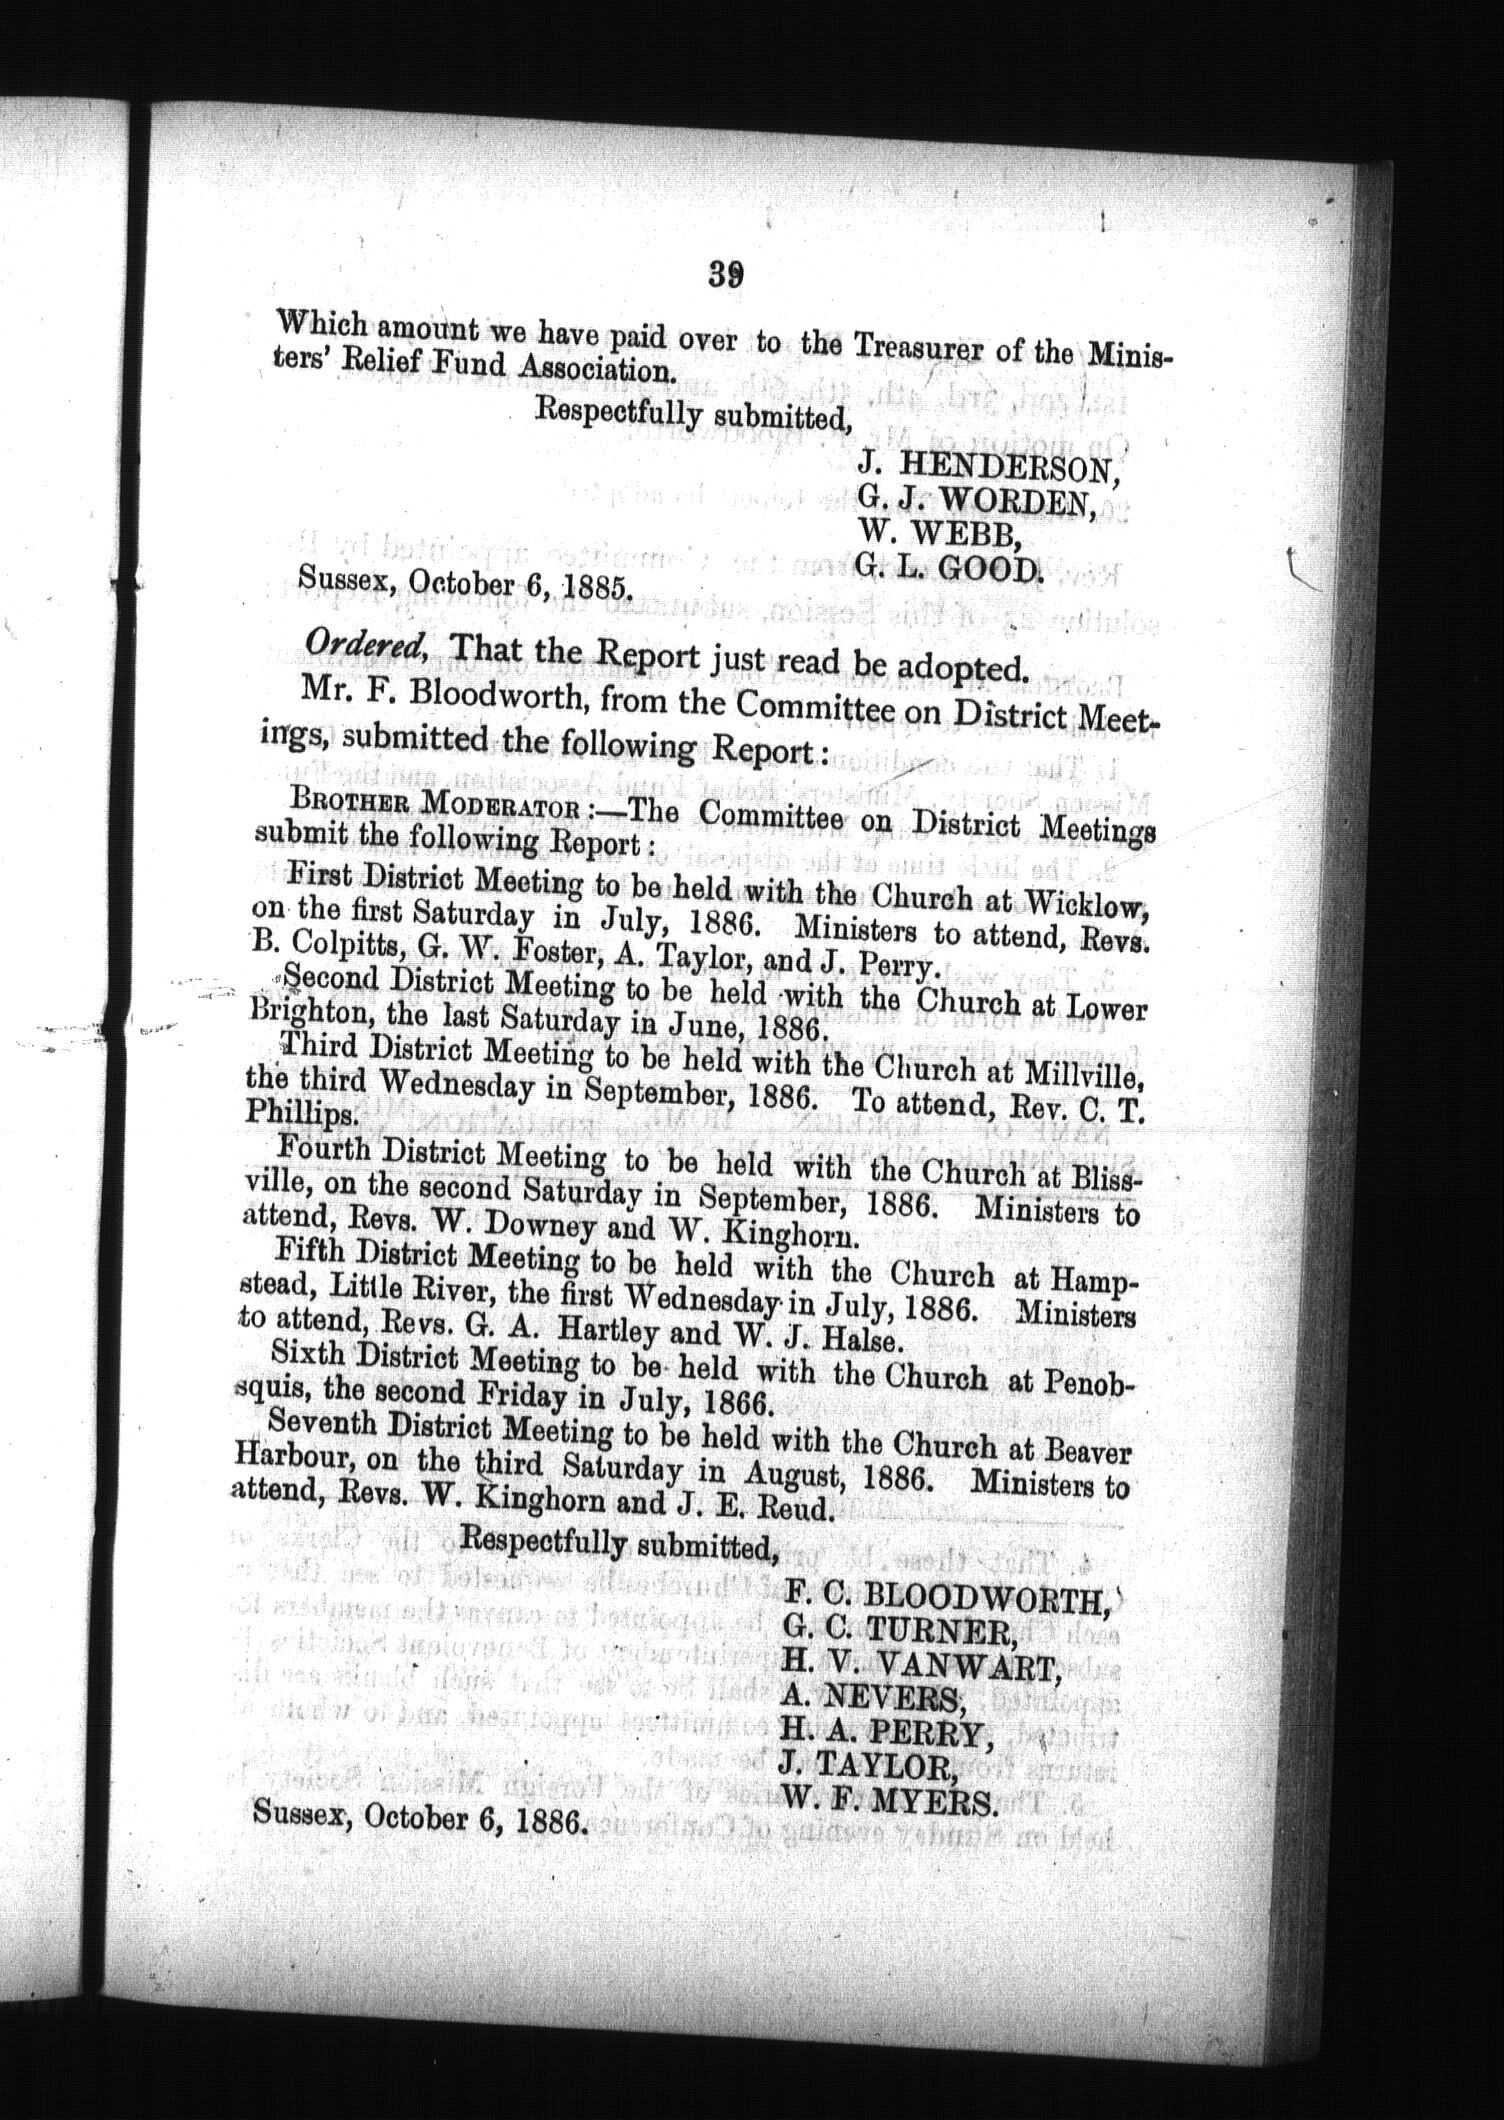 39
Which amount we have paid over to the Treasurer of the Minis-
ters' Relief Fund Association.
Respectfully submitted,
J. HENDERSON,
G. J. WORDEN,
W. WEBB,
G. L. GOOD.
Sussex, October 6, 1885.
Ordered, That the Report just read be adopted.
Mr. F. Bloodworth, from the Committee on District Meet-
ings, submitted the following Report:
BROTHER MODERATOR:—The Committee on District Meetings
submit the following Report:
First District Meeting to be held with the Church at Wicklow,
on the first Saturday in July, 1886. Ministers to attend, Revs.
B. Colpitts, G. W. Foster, A. Taylor, and J. Perry.
Second District Meeting to be held with the Church at Lower
Brighton, the last Saturday in June, 1886.
Third District Meeting to be held with the Church at Millville,
the third Wednesday in September, 1886. To attend, Rev. C. T.
Phillips.
Fourth District Meeting to be held with the Church at Bliss-
ville, on the second Saturday in September, 1886. Ministers to
attend, Revs. W. Downey and W. Kinghorn.
Fifth District Meeting to be held with the Church at Hamp-
stead, Little River, the first Wednesday in July, 1886. Ministers
to attend, Revs. G. A. Hartley and W. J. Halse.
Sixth District Meeting to be held with the Church at Penob-
squis, the second Friday in July, 1866.
Seventh District Meeting to be held with the Church at Beaver
Harbour, on the third Saturday in August, 1886. Ministers to
attend, Revs. W. Kinghorn and J. E. Reud.
Respectfully submitted,
F. C. BLOODWORTH,
G. C. TURNER,
H. V. VANWART,
A. NEVERS,
H. A. PERRY,
J. TAYLOR,
W. F. MYERS.
Sussex, October 6, 1886.